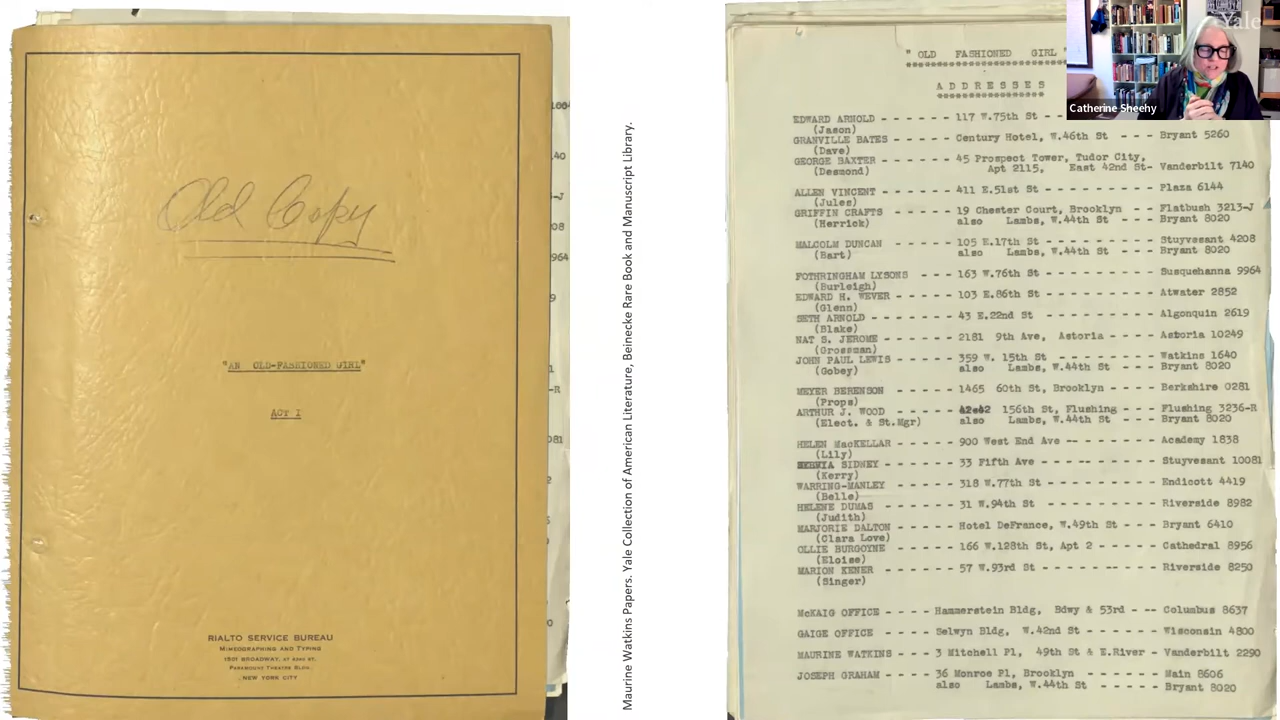 Old Copy
"AN OLD-FASHIONED GIRL"
ACT I
RIALTO SERVICE BUREAU
MIMEOGRAPHING AND TYPING
1501 BROADWAY, AT 43RD ST.
PARAMOUNT THEATRE BLDG.
NEW YORK CITY
Maurine Watkins Papers. Yale Collection of American Literature, Beinecke Rare Book and Manuscript Library.
" OLD FASHIONED GIRL
ADDRESSES
EDWARD ARNOLD - - - - - - 117 W.75th St - - - -
(Jason)
GRANVILLE BATES - - - - - Century Hotel, W.46th St - - - Bryant 5260
(Dave)
GEORGE BAXTER - - - - - - 45 Prospect Tower, Tudor City,
(Desmond) Apt 2115, East 42nd St- Vanderbilt 7140
ALLEN VINCENT - - - - - - 411 E.51st St - - - - - - - - - Plaza 6144
(Jules)
GRIFFIN CRAFTS - - - - - 19 Chester Court, Brooklyn - - - Flatbush 3213-J
(Herrick) also Lambs, W.44th St - - - - Bryant 8020
MALCOLM DUNCAN - - - - - 105 E.17th St - - - - - - - - - Stuyvesant 4208
(Bart) also Lambs, W.44th St - - - - Bryant 8020
FOTHRINGHAM LYSONS - - - 163 W.76th St - - - - - - - - - Susquehanna 9964
(Burleigh)
EDWARD H. WEVER - - - - - 103 E.86th St - - - - - - - - - Atwater 2852
(Glenn)
SETH ARNOLD - - - - - - - 43 E.22nd St - - - - - - - - - Algonquin 2619
(Blake)
NAT S. JEROME - - - - - - 2181 9th Ave, Astoria - - - - Astoria 10249
(Grossman)
JOHN PAUL LEWIS - - - - - 359 W. 15th St - - - - - - - - Watkins 1640
(Gobey) also Lambs, W.44th St - - - - Bryant 8020
MEYER BERENSON - - - - - 1465 60th St, Brooklyn - - - - Berkshire 0281
(Props)
ARTHUR J. WOOD - - - - - 156th St, Flushing - - - Flushing 3236-R
(Elect. & St.Mgr) also Lambs, W.44th St - - - - Bryant 8020
HELEN MacKELLAR - - - - - 900 West End Ave - - - - - - - Academy 1838
(Lily)
SIDNEY - - - - - - 33 Fifth Ave - - - - - - - - - Stuyvesant 10081
(Kerry)
WARRING-MANLEY - - - - - 318 W.77th St - - - - - - - - - Endicott 4419
(Belle)
HELENE DUMAS - - - - - - 31 W.94th St - - - - - - - - - Riverside 8982
(Judith)
MARJORIE DALTON - - - - - Hotel DeFrance, W.49th St - - - Bryant 6410
(Clara Love)
OLLIE BURGOYNE - - - - - 166 W.128th St, Apt 2 - - - - - Cathedral 8956
(Eloise)
MARION KENER - - - - - - 57 W.93rd St - - - - - - - - - Riverside 8250
(Singer)
McKAIG OFFICE - - - - Hammerstein Bldg, Bdwy & 53rd - - - Columbus 8637
GAIGE OFFICE - - - - Selwyn Bldg, W.42nd St - - - - - - Wisconsin 4800
MAURINE WATKINS - - - 3 Mitchell Pl, 49th St & E.River - Vanderbilt 2290
JOSEPH GRAHAM - - - - 36 Monroe Pl, Brooklyn - - - - - - Main 8606
also Lambs, W.44th St - - - - - Bryant 8020
Yale
Catherine Sheehy